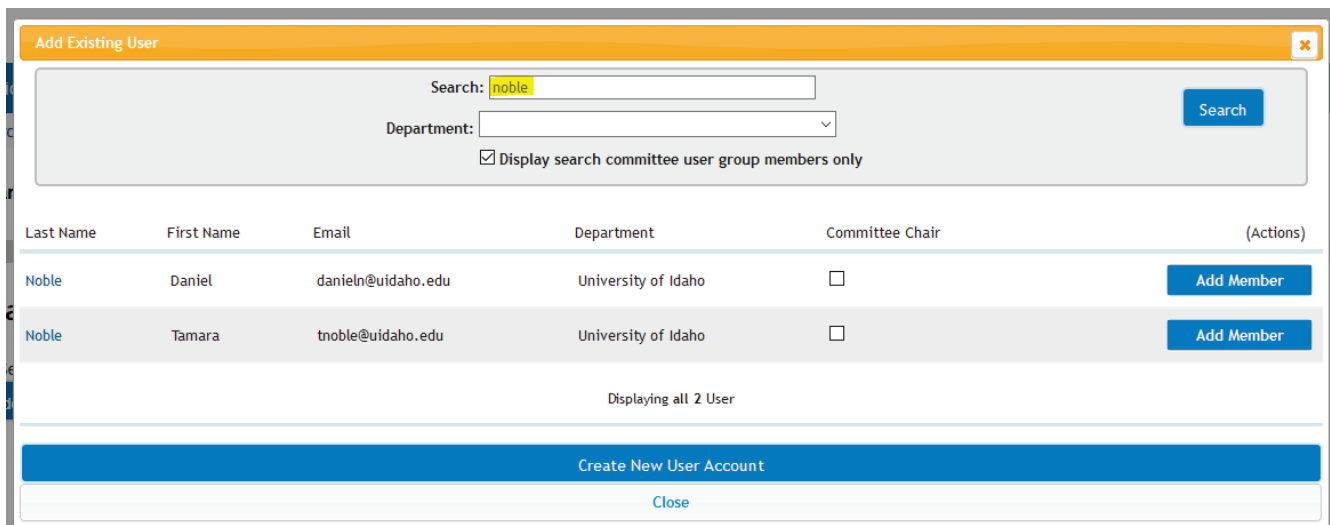 Add Existing User
Search: noble
Search
Department:
Display search committee user group members only
Last Name First Name Email Department Committee Chair (Actions)
Noble Daniel danieln@uidaho.edu University of Idaho Add Member
Noble Tamara tnoble@uidaho.edu University of Idaho Add Member
Displaying all 2 User
Create New User Account
Close